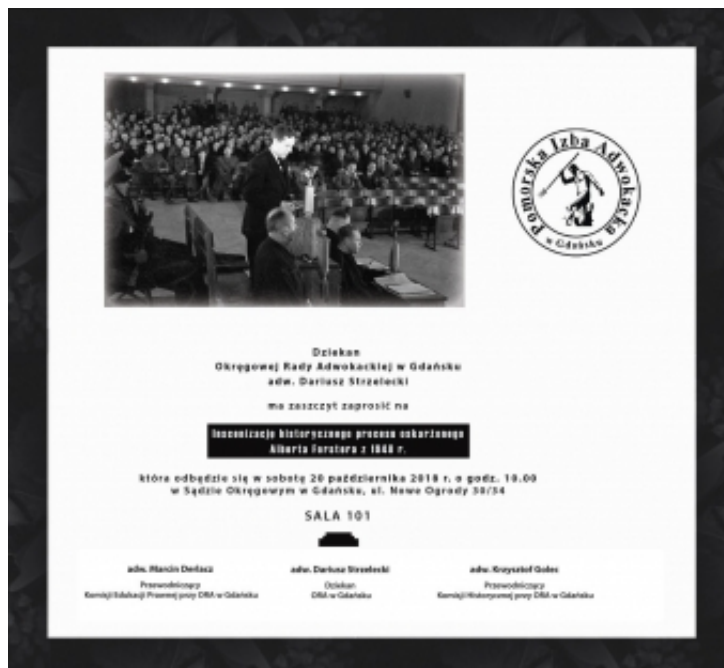 Pomorska Izba Adwokacka
w Gdańsku
Dziekan
Okręgowej Rady Adwokackiej w Gdańsku
adw. Dariusz Strzelecki
ma zaszczyt zaprosić na
Inscenizację historycznego procesu oskarżonego
Alberta Forstera z 1948 r.
która odbędzie się w sobotę 20 października 2018 r. o godz. 10.00
w Sądzie Okręgowym w Gdańsku, ul. Nowe Ogrody 30/34
SALA 101
adw. Marcin Derlacz
Przewodniczący
Komisji Edukacji Prawnej przy ORA w Gdańsku
adw. Dariusz Strzelecki
Dziekan
ORA w Gdańsku
adw. Krzysztof Golec
Przewodniczący
Komisji Historycznej przy ORA w Gdańsku